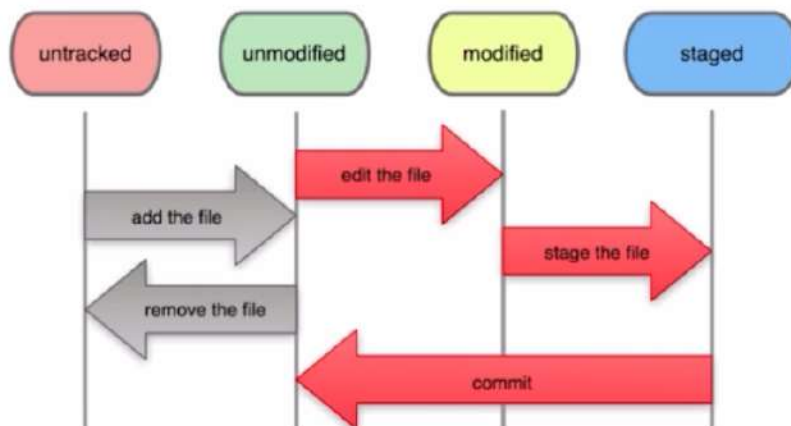 untracked
unmodified
modified
staged
edit the file
add the file
stage the file
remove the file
commit